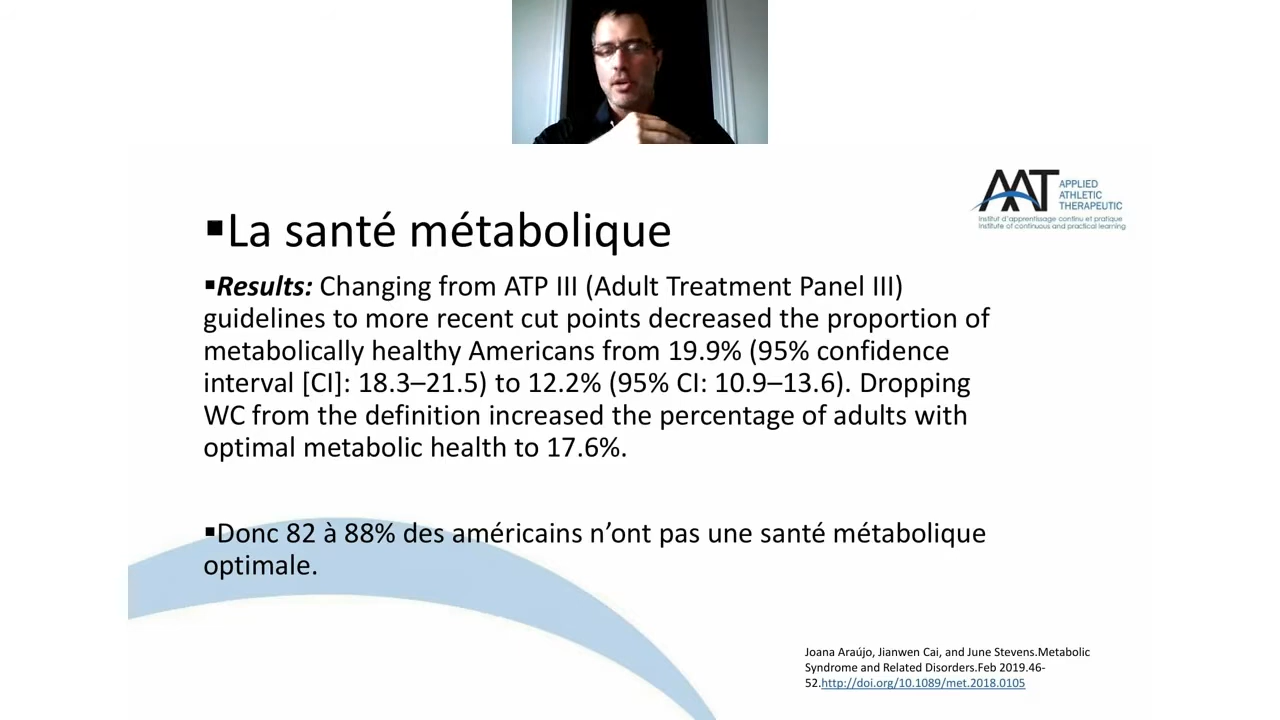 AAT APPLIED
ATHLETIC
THERAPEUTIC
Institut d'apprentissage continu et pratique
Institute of continuous and practical learning
▪La santé métabolique
▪Results: Changing from ATP III (Adult Treatment Panel III)
guidelines to more recent cut points decreased the proportion of
metabolically healthy Americans from 19.9% (95% confidence
interval [CI]: 18.3–21.5) to 12.2% (95% CI: 10.9–13.6). Dropping
WC from the definition increased the percentage of adults with
optimal metabolic health to 17.6%.
▪Donc 82 à 88% des américains n’ont pas une santé métabolique
optimale.
Joana Araújo, Jianwen Cai, and June Stevens.Metabolic
Syndrome and Related Disorders.Feb 2019.46-
52.http://doi.org/10.1089/met.2018.0105